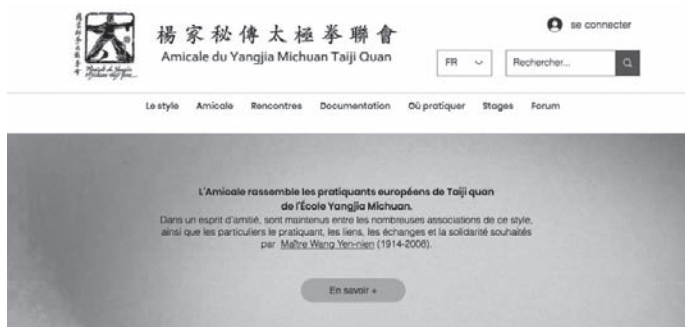 楊家秘傳太極拳聯會
Amicale du Yangjia Michuan Taiji Quan
se connecter
FR
Rechercher...
Le style Amicale Rencontres Documentation Où pratiquer Stages Forum
L'Amicale rassemble les pratiquants européens de Taiji quan
de l'École Yangjia Michuan.
Dans un esprit d'amitié, sont maintenus entre les nombreuses associations de ce style,
ainsi que les particuliers le pratiquant, les liens, les échanges et la solidarité souhaités
par Maître Wang Yen-nien (1914-2008).
En savoir +